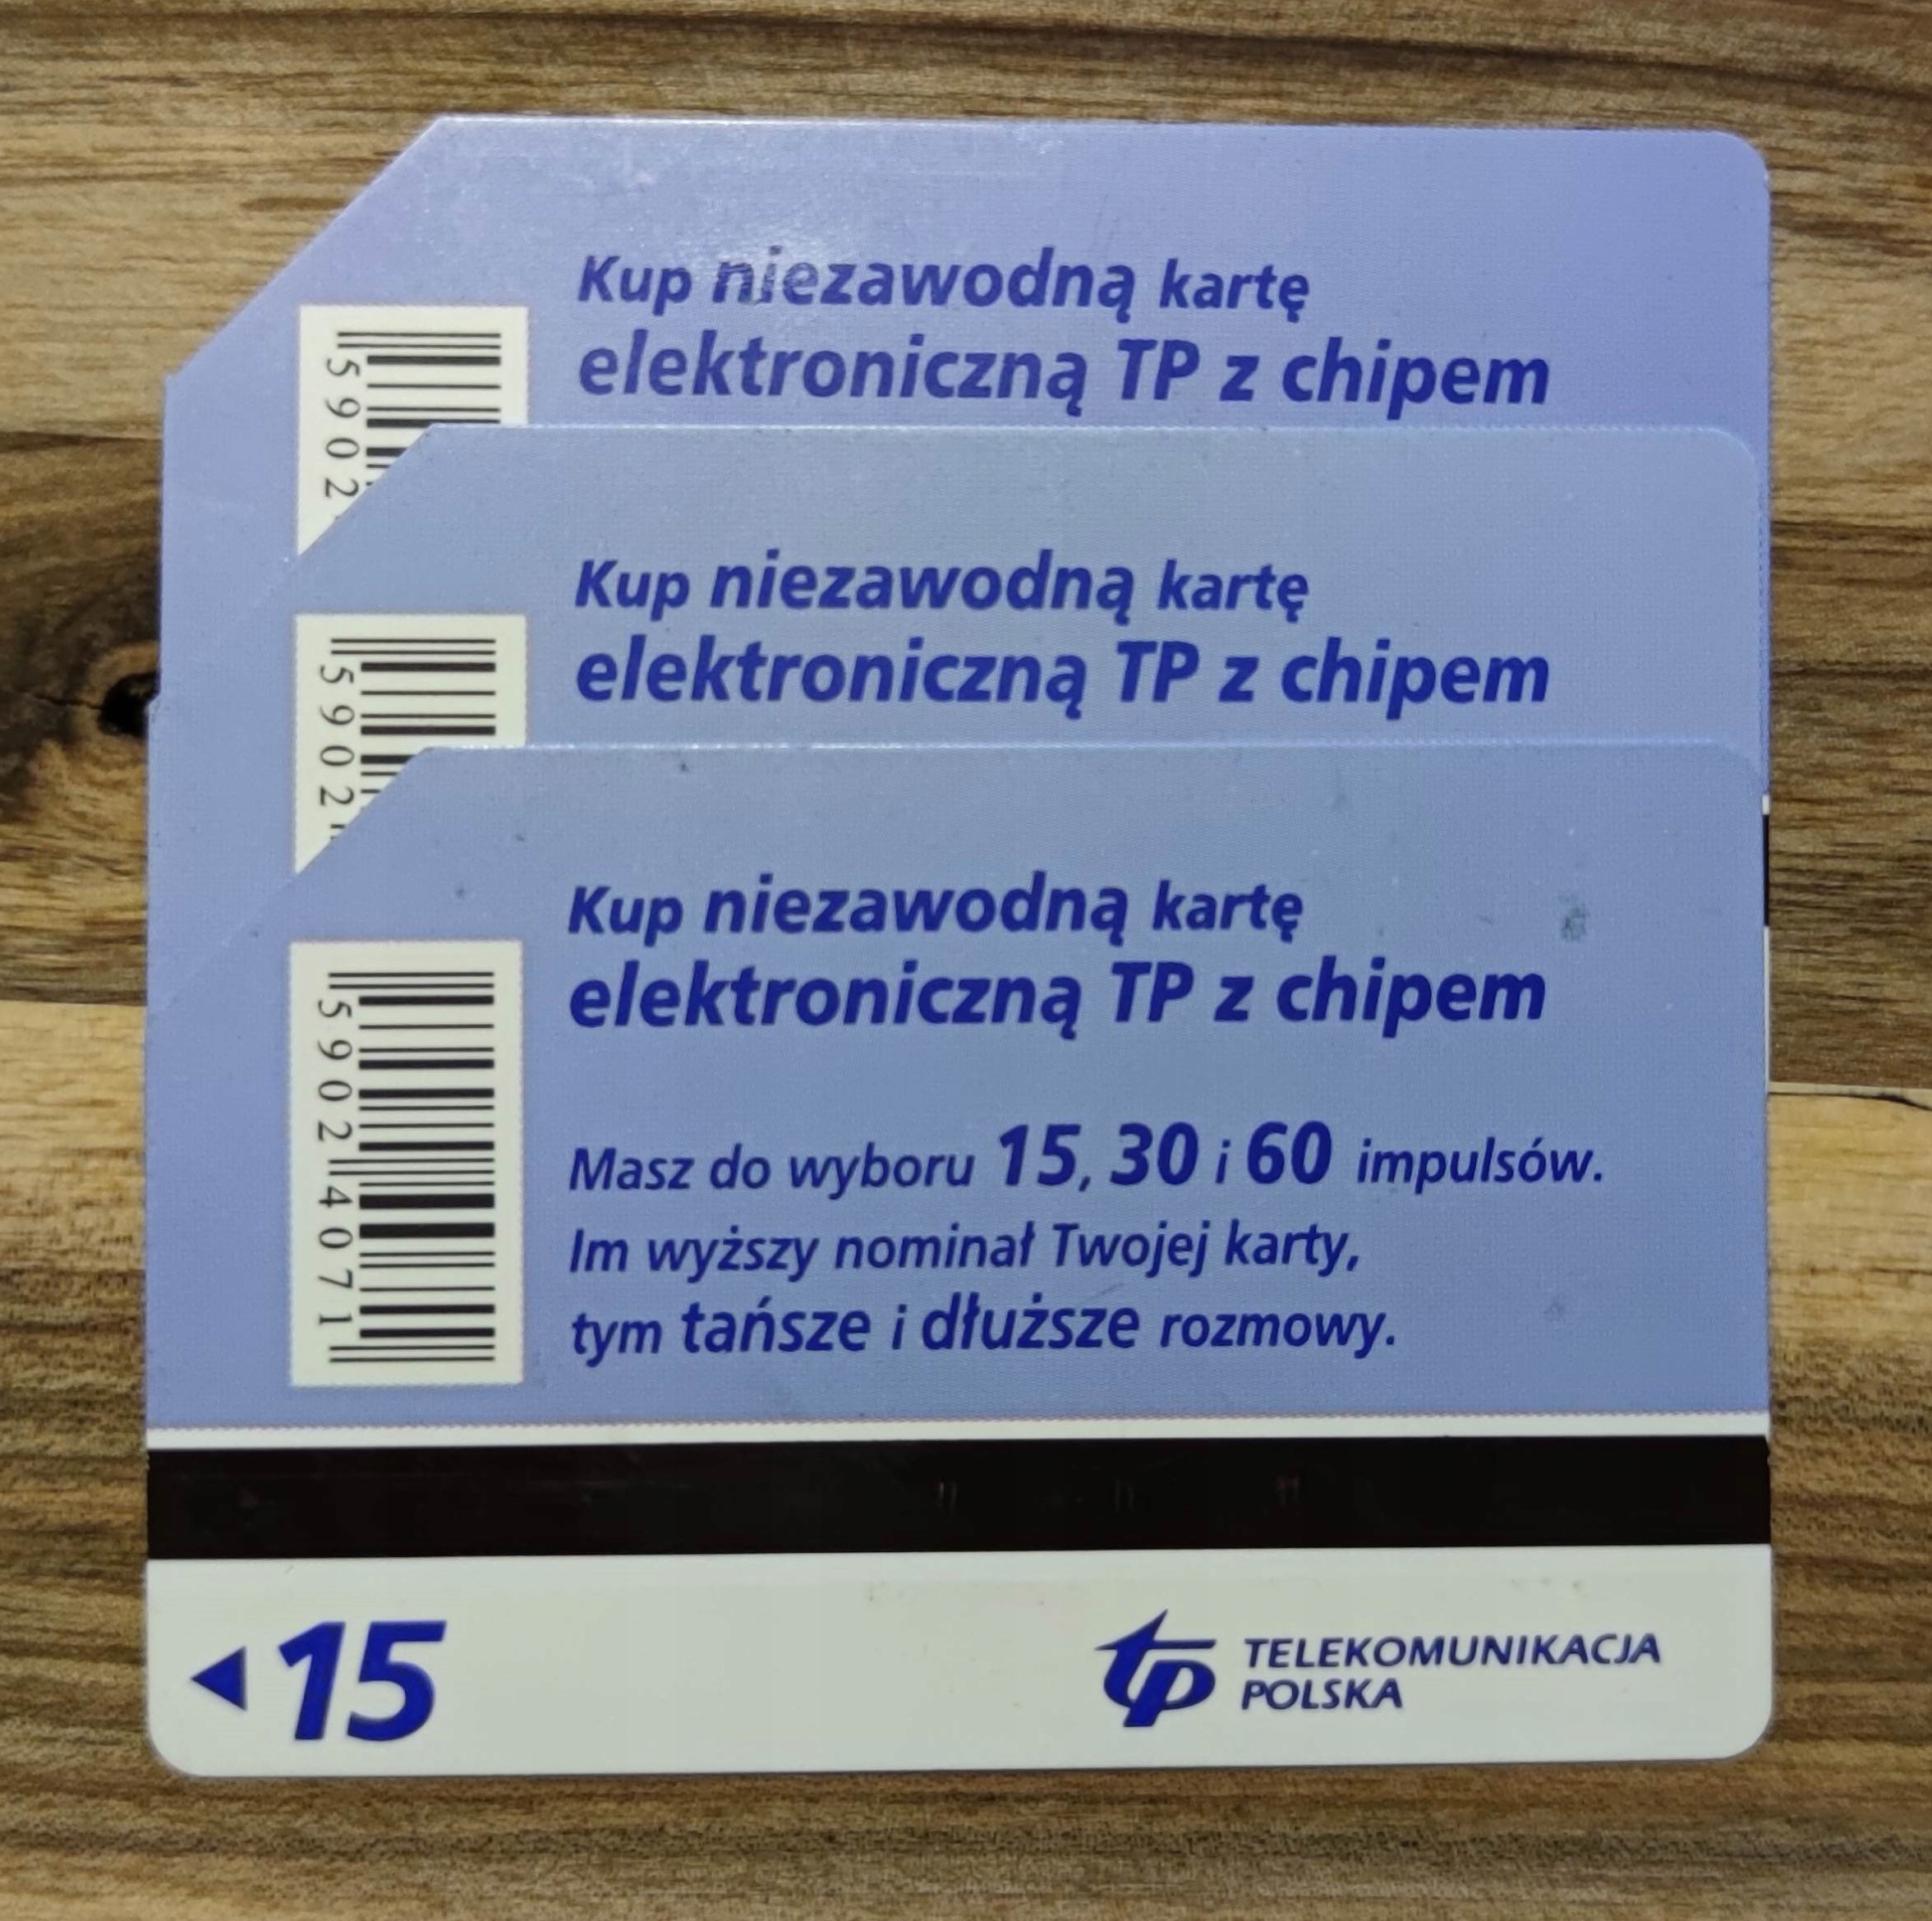 Kup niezawodną kartę
elektroniczną TP z chipem
5902
Kup niezawodną kartę
elektroniczną TP z chipem
5902
Kup niezawodną kartę
elektroniczną TP z chipem
59024071
Masz do wyboru 15, 30 i 60 impulsów.
Im wyższy nominał Twojej karty,
tym tańsze i dłuższe rozmowy.
15
tp TELEKOMUNIKACJA
POLSKA